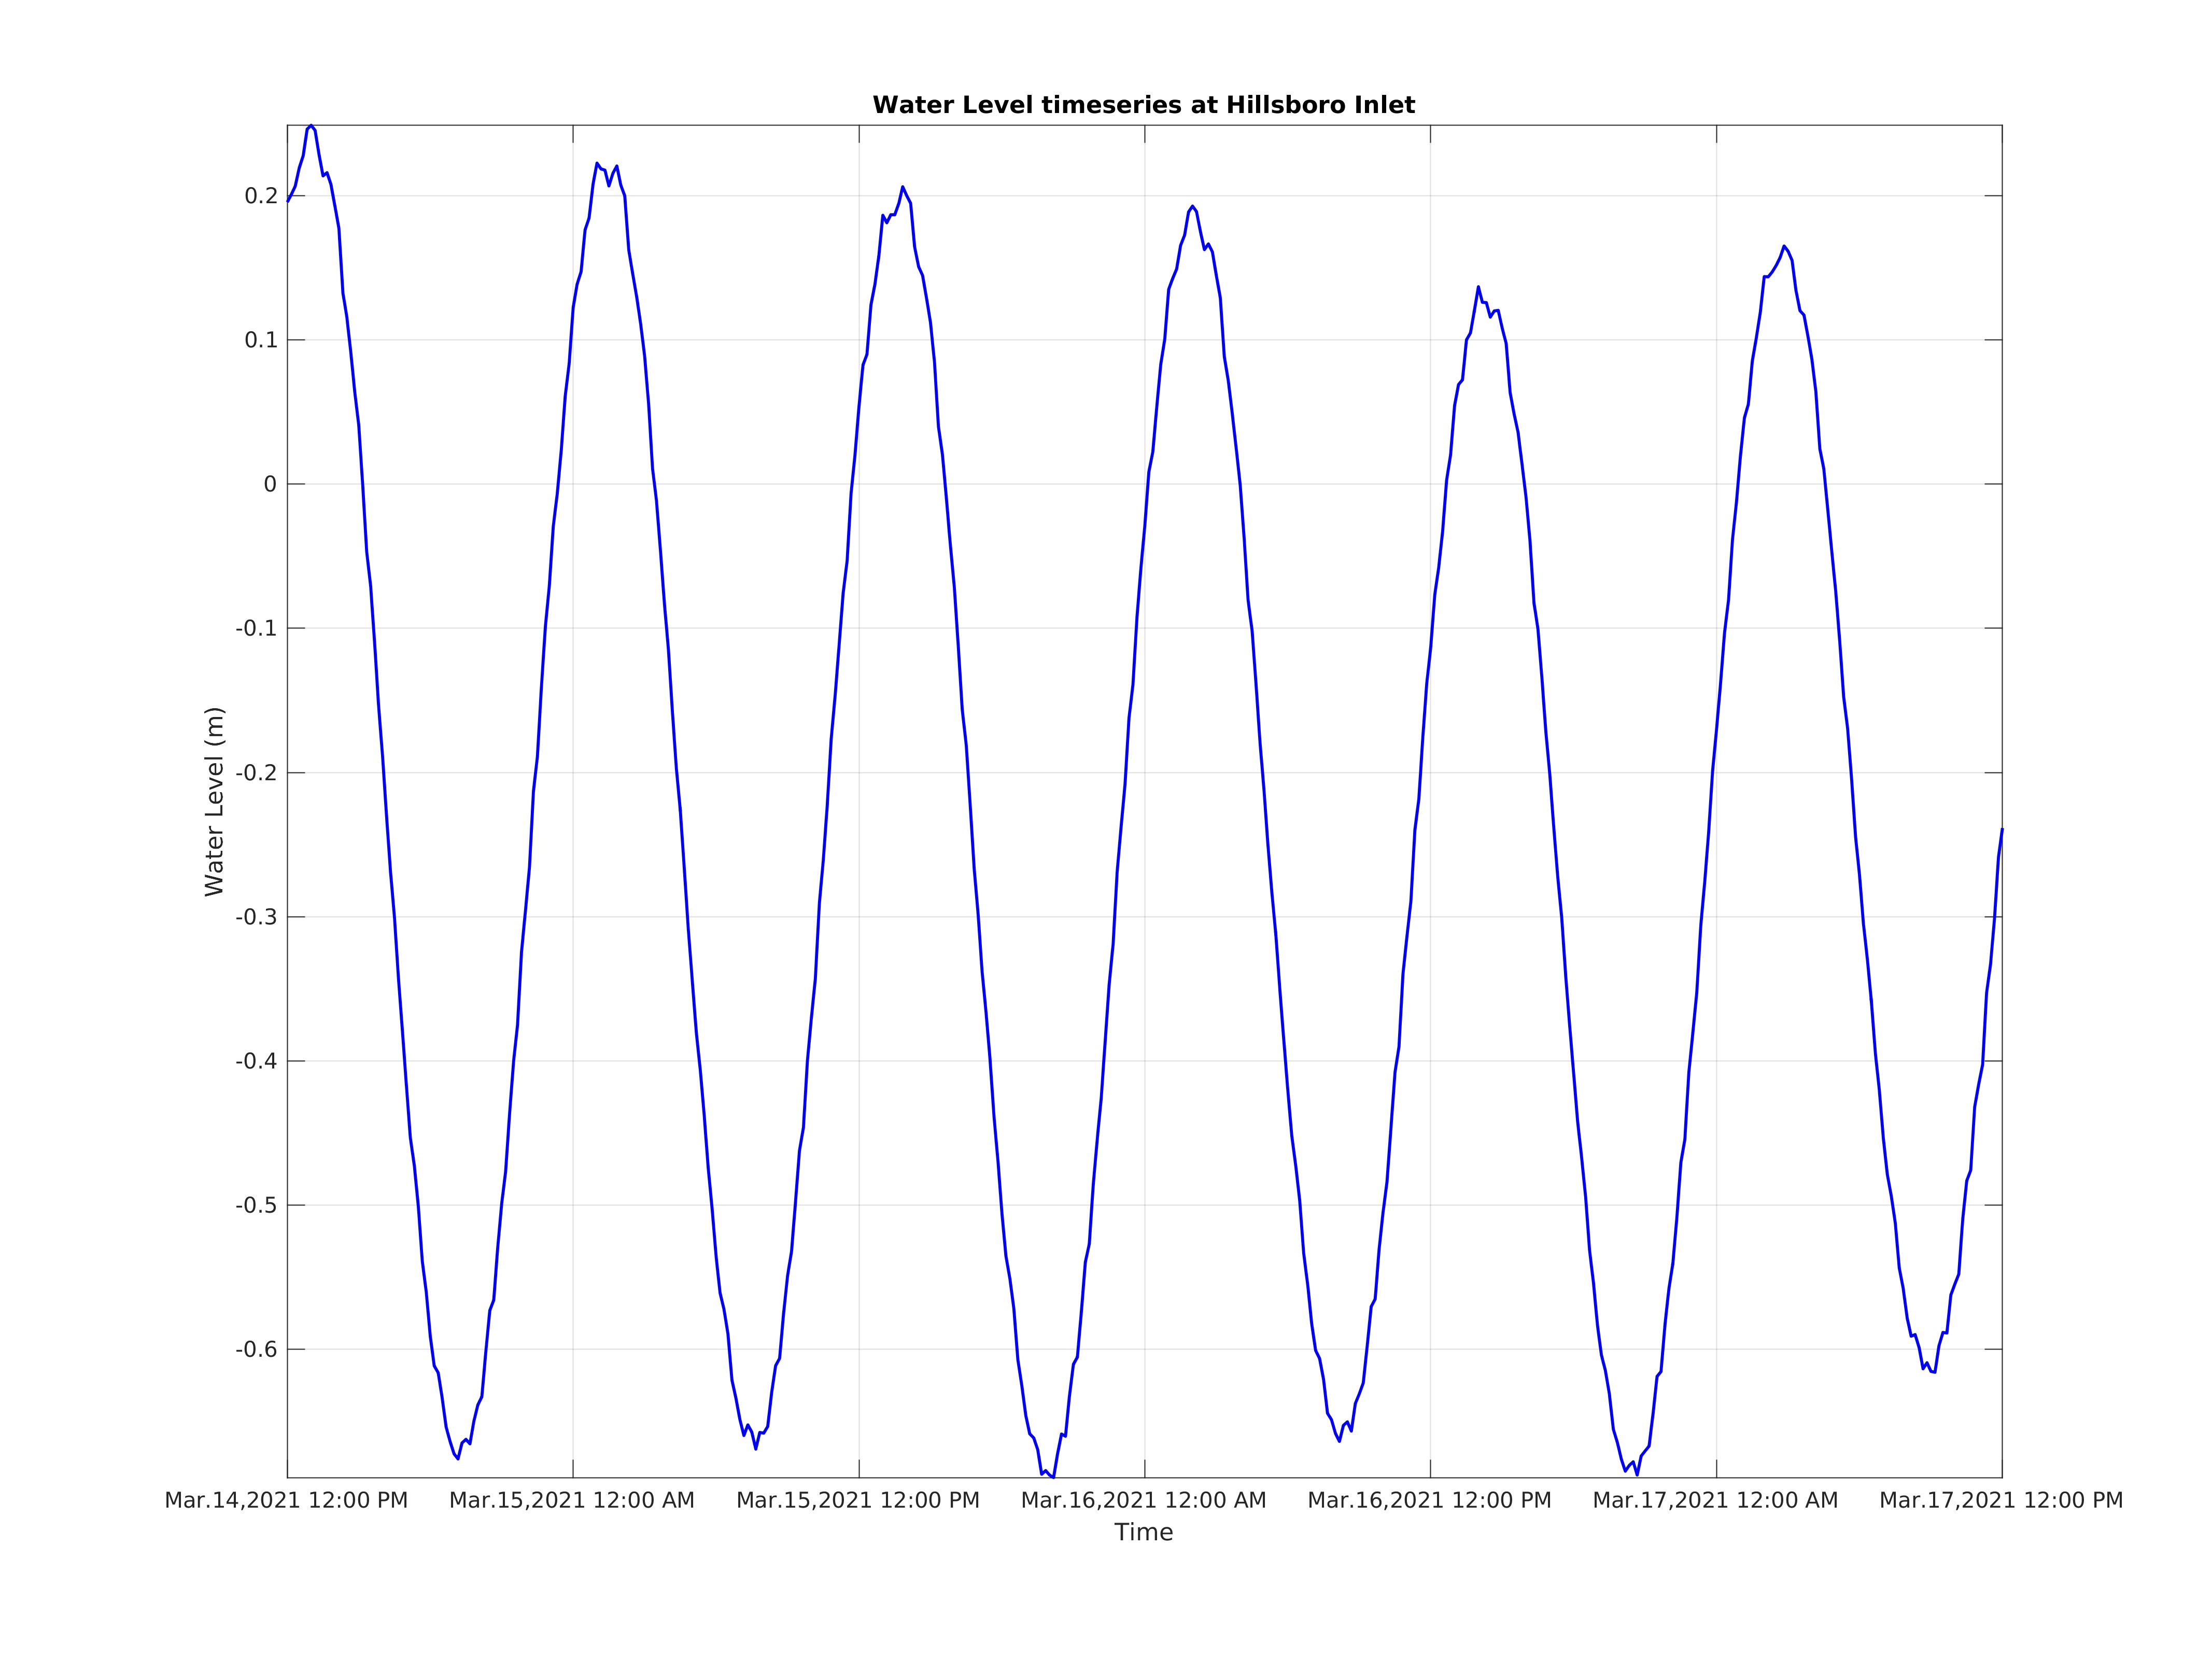 Water Level timeseries at Hillsboro Inlet
0.2
0.1
0
-0.1
-0.2
-0.3
-0.4
-0.5
-0.6
Water Level (m)
Mar.14,2021 12:00 PM Mar.15,2021 12:00 AM Mar.15,2021 12:00 PM Mar.16,2021 12:00 AM Mar.16,2021 12:00 PM Mar.17,2021 12:00 AM Mar.17,2021 12:00 PM
Time